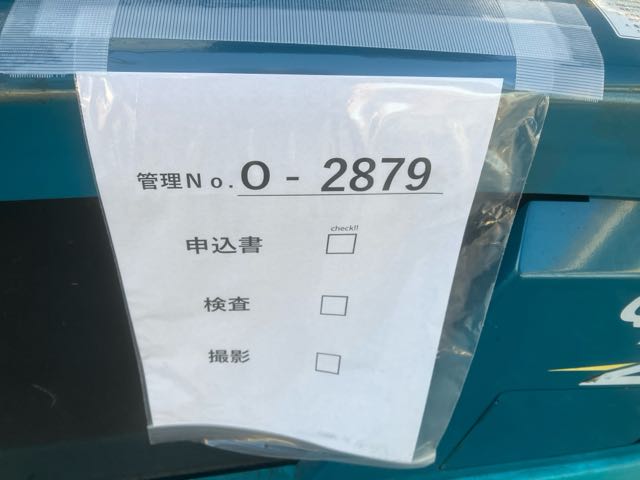 管理No. O - 2879
check!!
申込書 □
検査 □
撮影 □